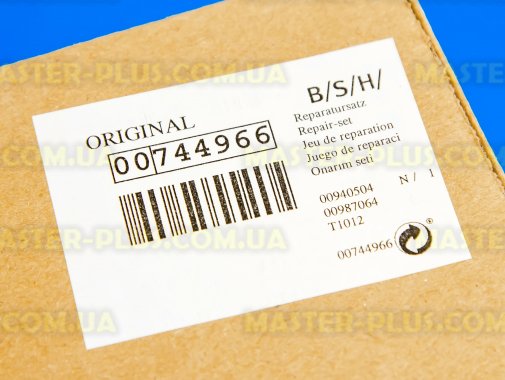 ORIGINAL
00744966
B/S/H/
Reparatursatz
Repair-set
Jeu de reparation
Juego de reparaci
Onarim seti
00940504 N / 1
00987064
T1012
00744966
MASTER-PLUS.COM.UA